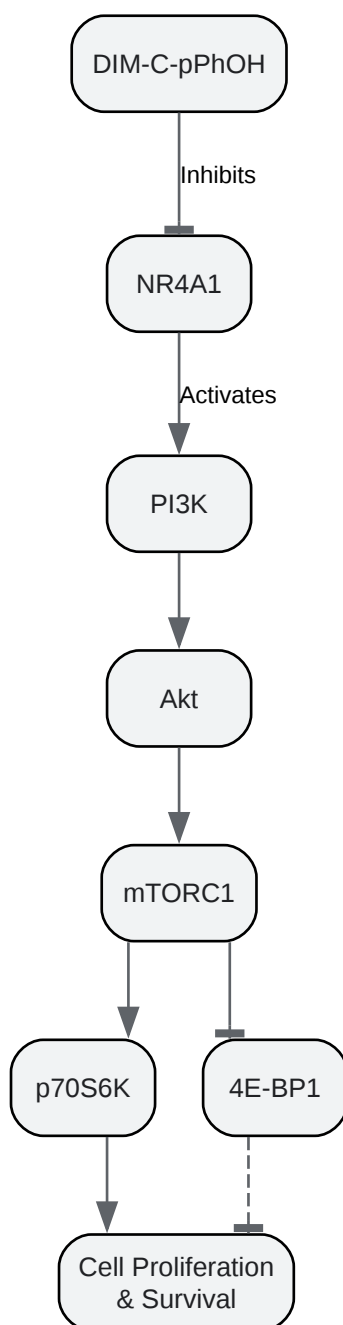 DIM-C-pPhOH
Inhibits
NR4A1
Activates
PI3K
Akt
mTORC1
p70S6K
4E-BP1
Cell Proliferation
& Survival